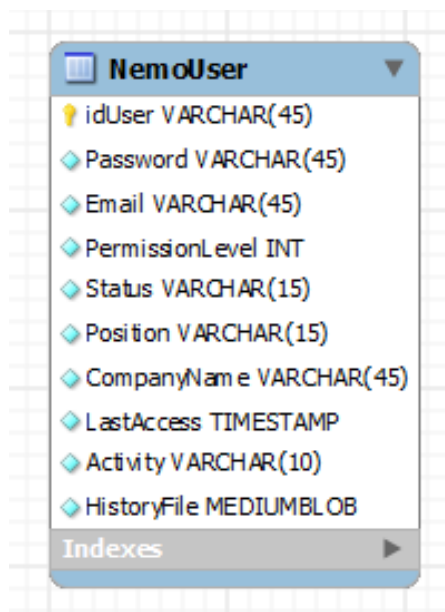 NemoUser
idUser VARCHAR(45)
Password VARCHAR(45)
Email VARCHAR(45)
PermissionLevel INT
Status VARCHAR(15)
Position VARCHAR(15)
CompanyName VARCHAR(45)
LastAccess TIMESTAMP
Activity VARCHAR(10)
HistoryFile MEDIUMBLOB
Indexes